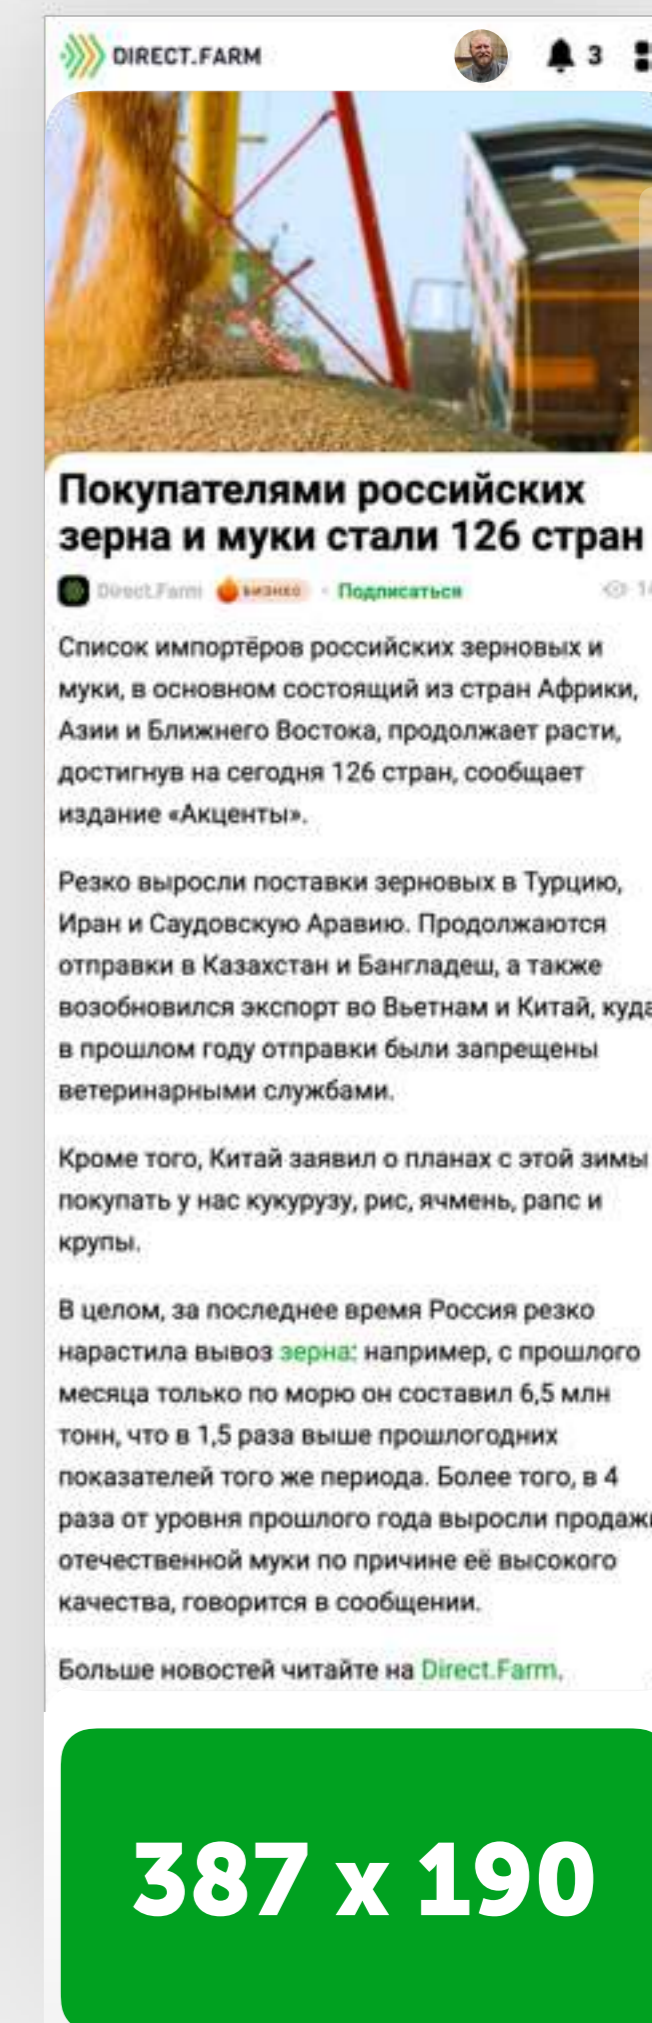 DIRECT.FARM
3
Покупателями российских
зерна и муки стали 126 стран
Direct.Farm БИЗНЕС • Подписаться
Список импортёров российских зерновых и
муки, в основном состоящий из стран Африки,
Азии и Ближнего Востока, продолжает расти,
достигнув на сегодня 126 стран, сообщает
издание «Акценты».
Резко выросли поставки зерновых в Турцию,
Иран и Саудовскую Аравию. Продолжаются
отправки в Казахстан и Бангладеш, а также
возобновился экспорт во Вьетнам и Китай, куда
в прошлом году отправки были запрещены
ветеринарными службами.
Кроме того, Китай заявил о планах с этой зимы
покупать у нас кукурузу, рис, ячмень, рапс и
крупы.
В целом, за последнее время Россия резко
нарастила вывоз зерна: например, с прошлого
месяца только по морю он составил 6,5 млн
тонн, что в 1,5 раза выше прошлогодних
показателей того же периода. Более того, в 4
раза от уровня прошлого года выросли продажи
отечественной муки по причине её высокого
качества, говорится в сообщении.
Больше новостей читайте на Direct.Farm.
387 x 190